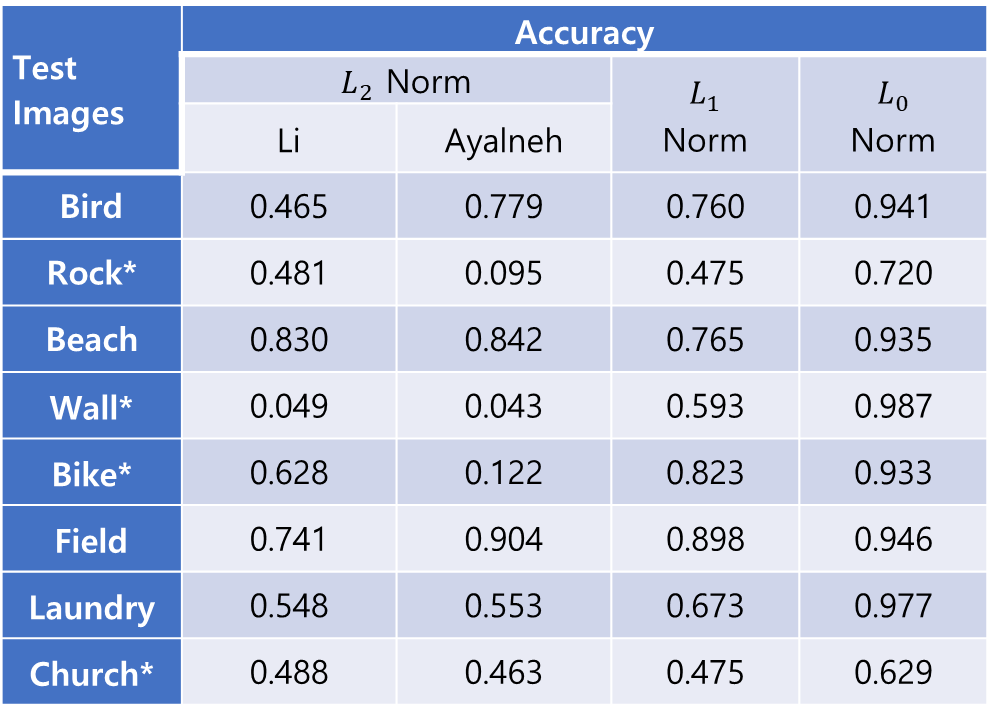 Test Images Accuracy
L₂ Norm L₁ Norm L₀ Norm
Li Ayalneh
Bird 0.465 0.779 0.760 0.941
Rock* 0.481 0.095 0.475 0.720
Beach 0.830 0.842 0.765 0.935
Wall* 0.049 0.043 0.593 0.987
Bike* 0.628 0.122 0.823 0.933
Field 0.741 0.904 0.898 0.946
Laundry 0.548 0.553 0.673 0.977
Church* 0.488 0.463 0.475 0.629